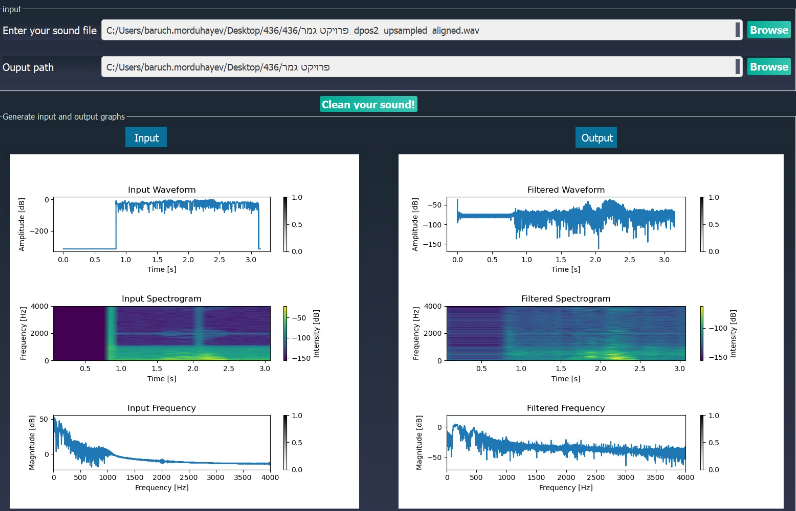 input
Enter your sound file
C:/Users/baruch.morduhayev/Desktop/436/436/פרויקט גמר_dpos2_upsampled_aligned.wav
Browse
Ouput path
C:/Users/baruch.morduhayev/Desktop/436/פרויקט גמר
Browse
Clean your sound!
Generate input and output graphs
Input
Output
Input Waveform
Amplitude [dB]
0
−200
0.0 0.5 1.0 1.5 2.0 2.5 3.0
Time [s]
1.0
0.5
0.0
Filtered Waveform
Amplitude [dB]
−50
−100
−150
0.0 0.5 1.0 1.5 2.0 2.5 3.0
Time [s]
1.0
0.5
0.0
Input Spectrogram
Frequency [Hz]
4000
2000
0
0.5 1.0 1.5 2.0 2.5 3.0
Time [s]
−50
−100
−150
Intensity [dB]
Filtered Spectrogram
Frequency [Hz]
4000
2000
0
0.5 1.0 1.5 2.0 2.5 3.0
Time [s]
−100
−150
Intensity [dB]
Input Frequency
Magnitude [dB]
50
0
0 500 1000 1500 2000 2500 3000 3500 4000
Frequency [Hz]
1.0
0.5
0.0
Filtered Frequency
Magnitude [dB]
0
−50
0 500 1000 1500 2000 2500 3000 3500 4000
Frequency [Hz]
1.0
0.5
0.0